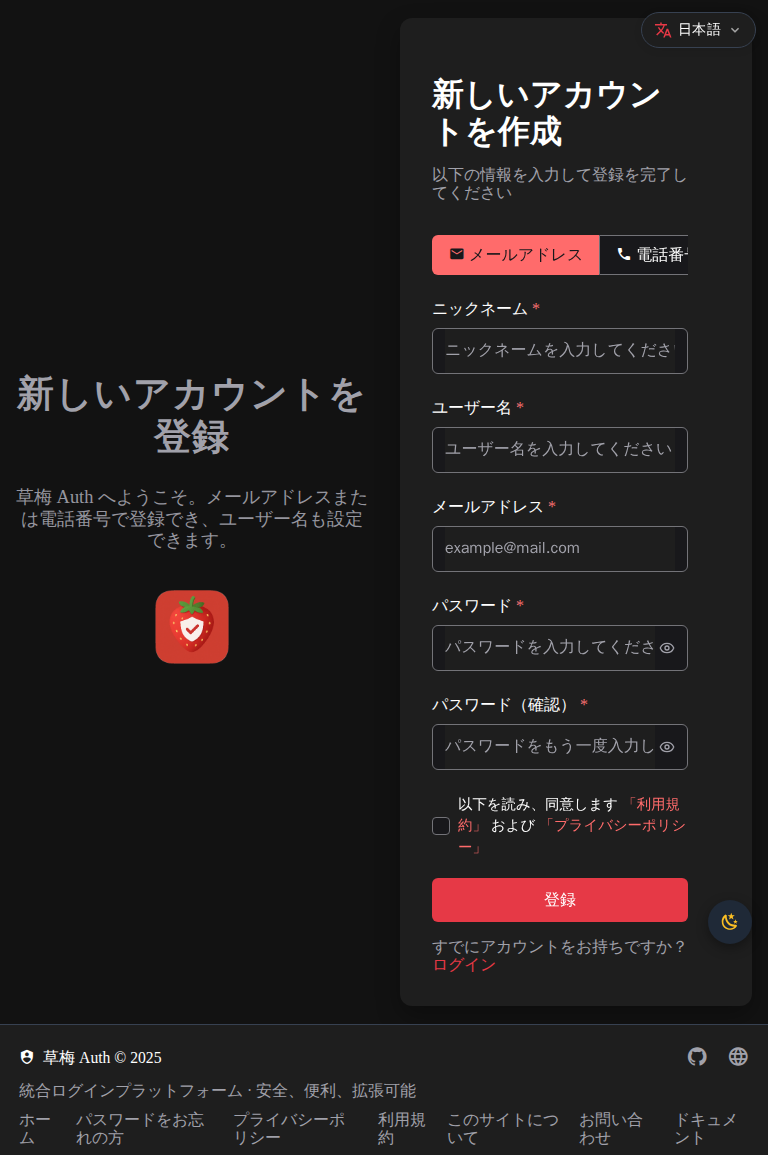 日本語
新しいアカウントを
登録
草梅 Auth へようこそ。メールアドレスまた
は電話番号で登録でき、ユーザー名も設定
できます。
新しいアカウン
トを作成
以下の情報を入力して登録を完了し
てください
メールアドレス
電話番号
ニックネーム *
ニックネームを入力してくださ
ユーザー名 *
ユーザー名を入力してください
メールアドレス *
example@mail.com
パスワード *
パスワードを入力してくださ
パスワード（確認） *
パスワードをもう一度入力し
以下を読み、同意します 「利用規
約」 および 「プライバシーポリシ
ー」
登録
すでにアカウントをお持ちですか？
ログイン
草梅 Auth © 2025
統合ログインプラットフォーム · 安全、便利、拡張可能
ホー
ム
パスワードをお忘
れの方
プライバシーポ
リシー
利用規
約
このサイトにつ
いて
お問い合
わせ
ドキュメ
ント